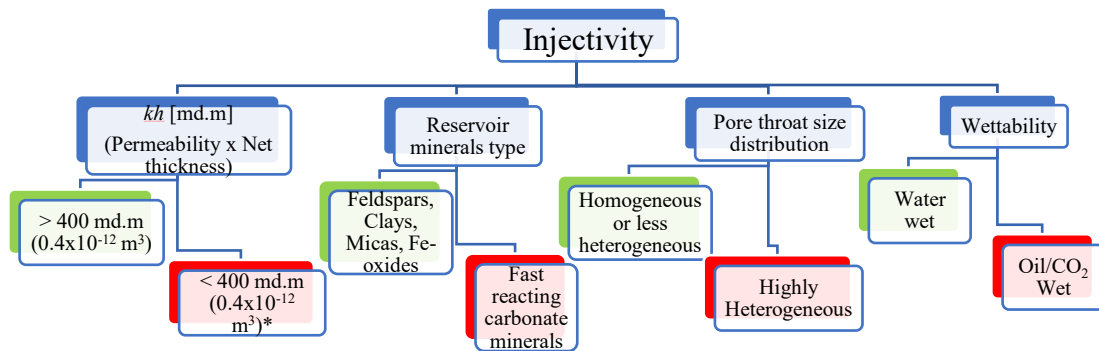 Injectivity
kh [md.m]
(Permeability x Net
thickness)
Reservoir
minerals type
Pore throat size
distribution
Wettability
> 400 md.m
(0.4x10⁻¹² m³)
< 400 md.m
(0.4x10⁻¹²
m³)*
Feldspars,
Clays,
Micas, Fe-
oxides
Fast
reacting
carbonate
minerals
Homogeneous
or less
heterogeneous
Highly
Heterogeneous
Water
wet
Oil/CO₂
Wet